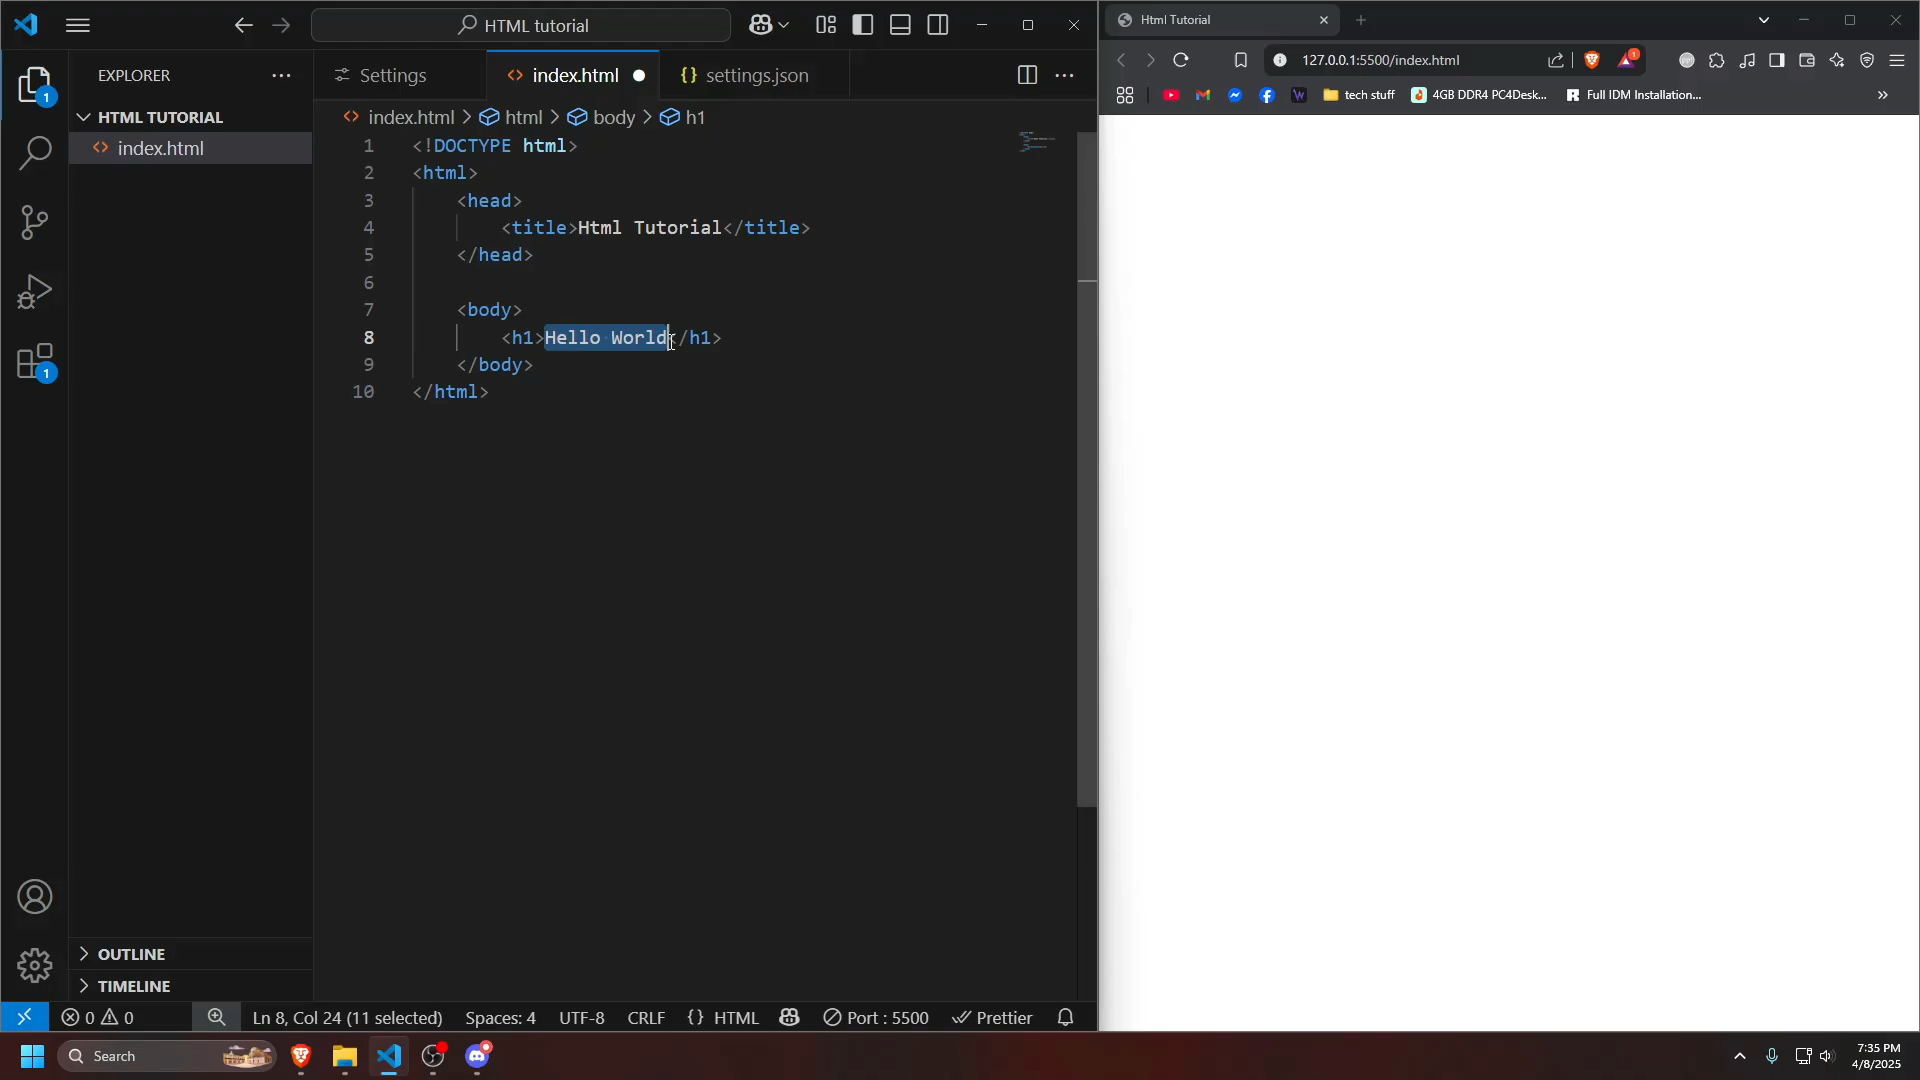 HTML tutorial
Html Tutorial
127.0.0.1:5500/index.html
1
tech stuff
4GB DDR4 PC4Desk...
Full IDM Installation...
EXPLORER
Settings
index.html
{} settings.json
1
HTML TUTORIAL
index.html
index.html > html > body > h1
1 <!DOCTYPE html>
2 <html>
3 <head>
4 <title>Html Tutorial</title>
5 </head>
6
7 <body>
8 <h1>Hello World</h1>
9 </body>
10 </html>
1
OUTLINE
TIMELINE
0 0
Ln 8, Col 24 (11 selected)
Spaces: 4
UTF-8
CRLF
{} HTML
Port : 5500
Prettier
Search
7:35 PM
4/8/2025